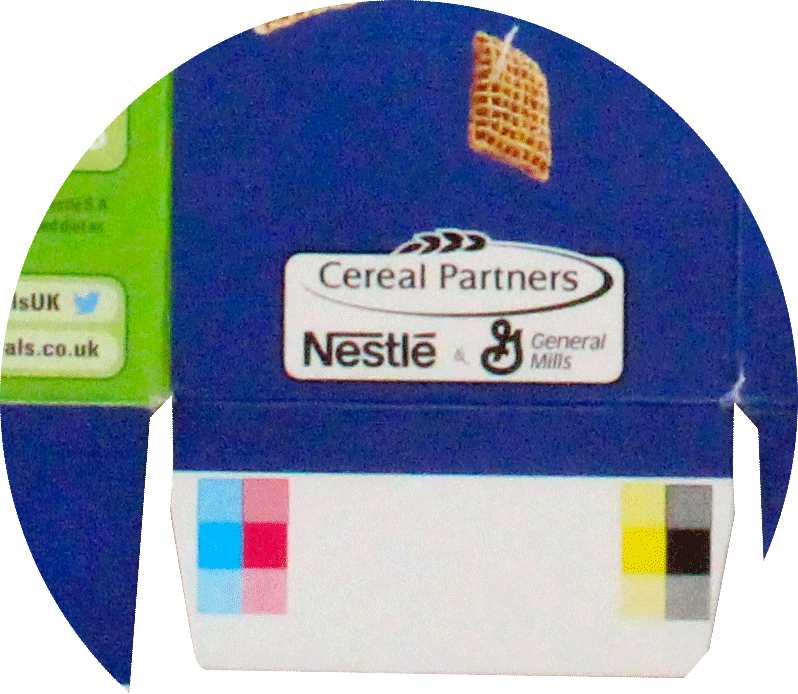 lsUK
als.co.uk
Cereal Partners
Nestlé & General
Mills